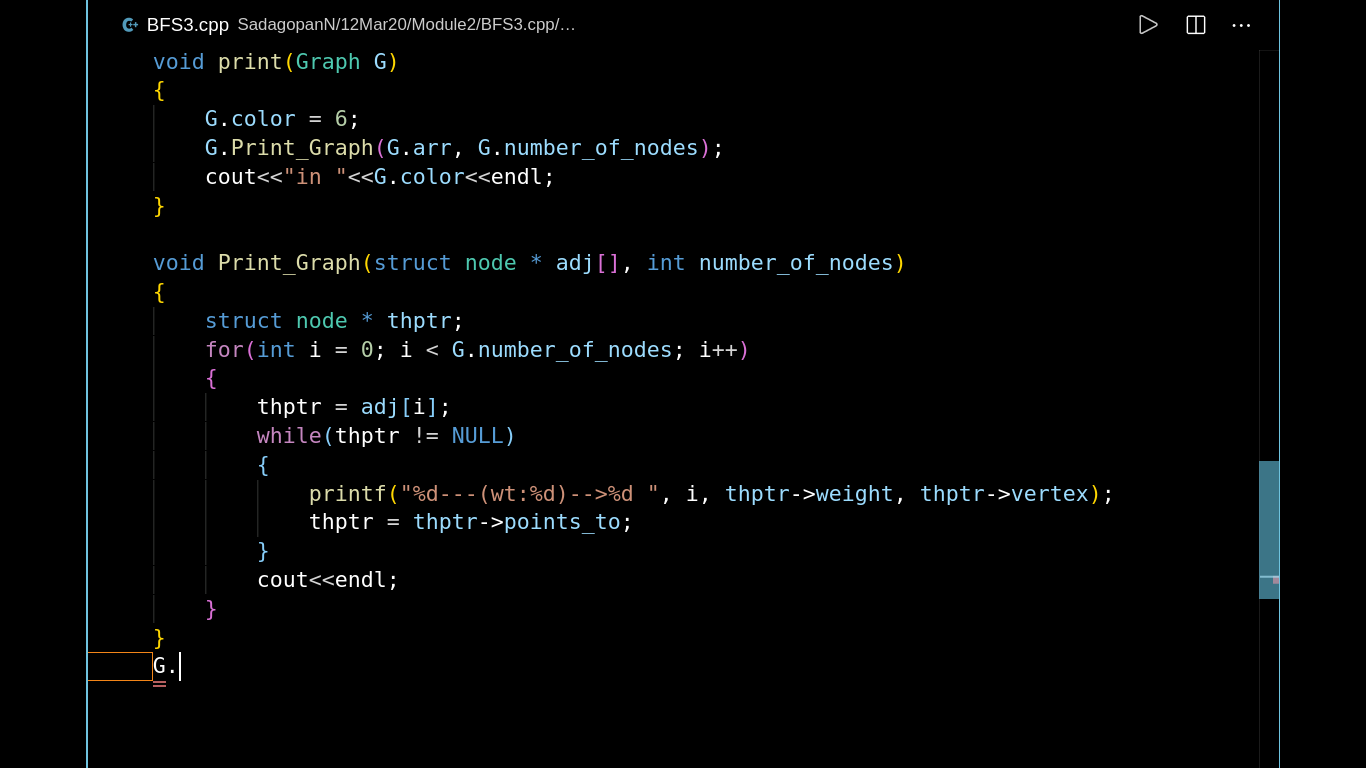 BFS3.cpp SadagopanN/12Mar20/Module2/BFS3.cpp/…
void print(Graph G)
{
G.color = 6;
G.Print_Graph(G.arr, G.number_of_nodes);
cout<<"in "<<G.color<<endl;
}
void Print_Graph(struct node * adj[], int number_of_nodes)
{
struct node * thptr;
for(int i = 0; i < G.number_of_nodes; i++)
{
thptr = adj[i];
while(thptr != NULL)
{
printf("%d---(wt:%d)-->%d ", i, thptr->weight, thptr->vertex);
thptr = thptr->points_to;
}
cout<<endl;
}
}
G.